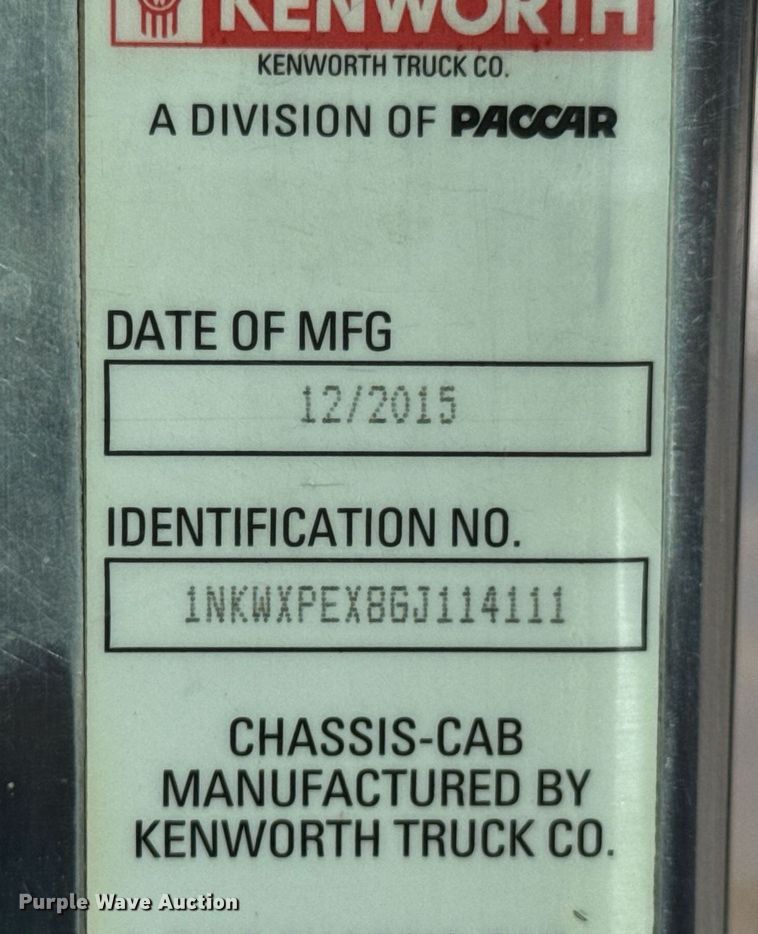 KENWORTH
KENWORTH TRUCK CO.
A DIVISION OF PACCAR
DATE OF MFG
12/2015
IDENTIFICATION NO.
1NKWXPEX8GJ114111
CHASSIS-CAB
MANUFACTURED BY
KENWORTH TRUCK CO.
Purple Wave Auction